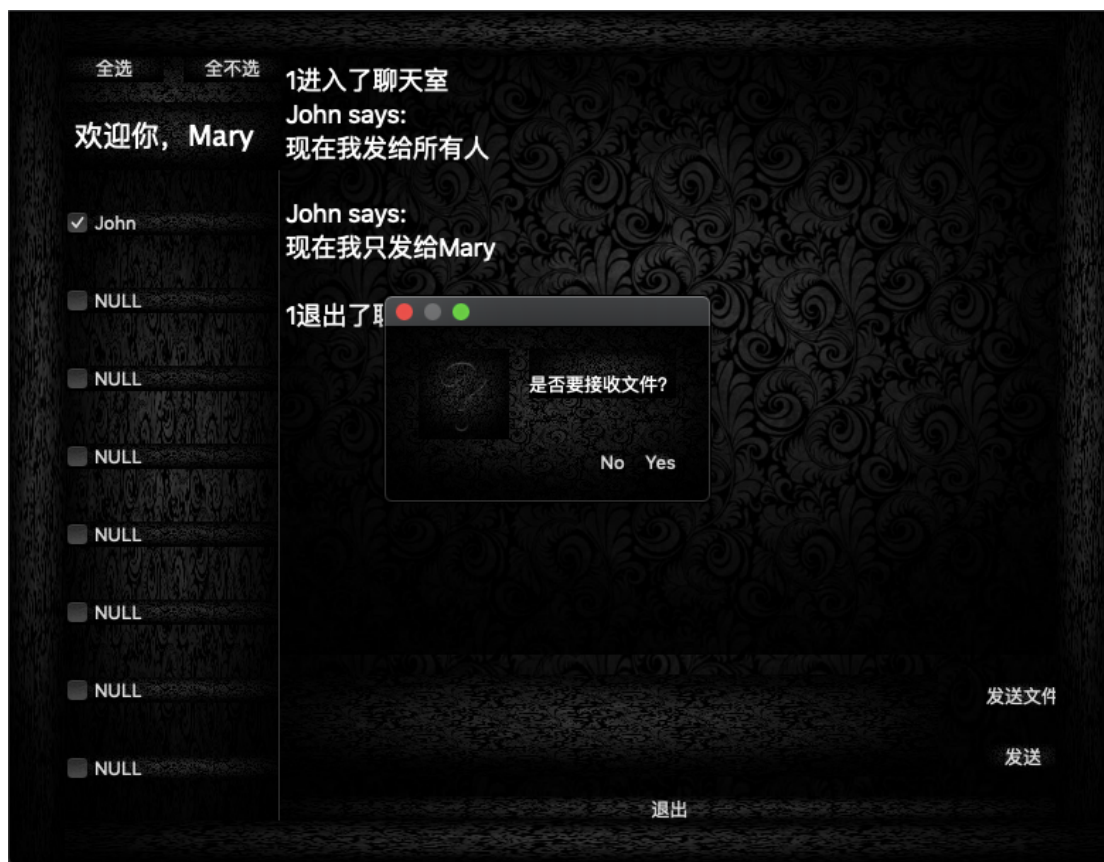 全选 全不选
欢迎你，Mary
John
NULL
NULL
NULL
NULL
NULL
NULL
NULL
1进入了聊天室
John says:
现在我发给所有人
John says:
现在我只发给Mary
1退出了
是否要接收文件?
No Yes
发送文件
发送
退出